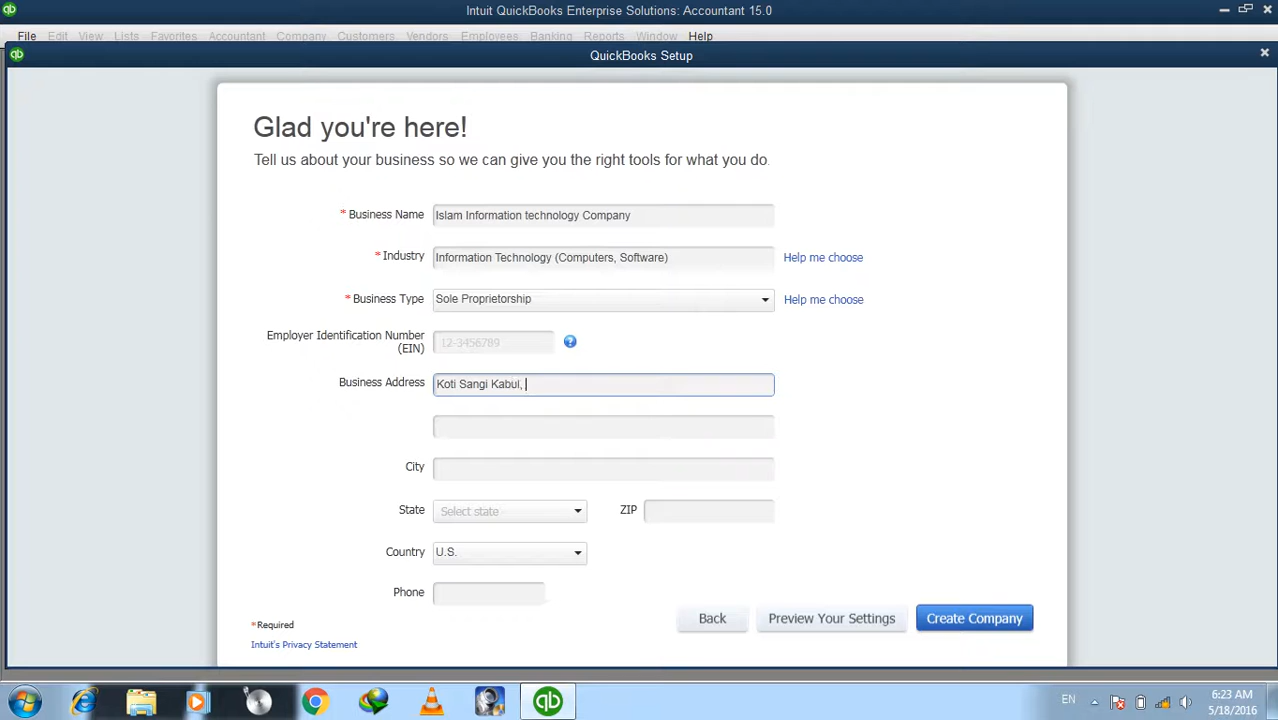 Intuit QuickBooks Enterprise Solutions: Accountant 15.0
File Edit View Lists Favorites Accountant Company Customers Vendors Employees Banking Reports Window Help
QuickBooks Setup
Glad you're here!
Tell us about your business so we can give you the right tools for what you do.
* Business Name Islam Information technology Company
* Industry Information Technology (Computers, Software) Help me choose
* Business Type Sole Proprietorship Help me choose
Employer Identification Number
(EIN) 12-3456789 ?
Business Address Koti Sangi Kabul,
City
State Select state ZIP
Country U.S.
Phone
Back Preview Your Settings Create Company
*Required
Intuit's Privacy Statement
qb
EN 6:23 AM
5/18/2016